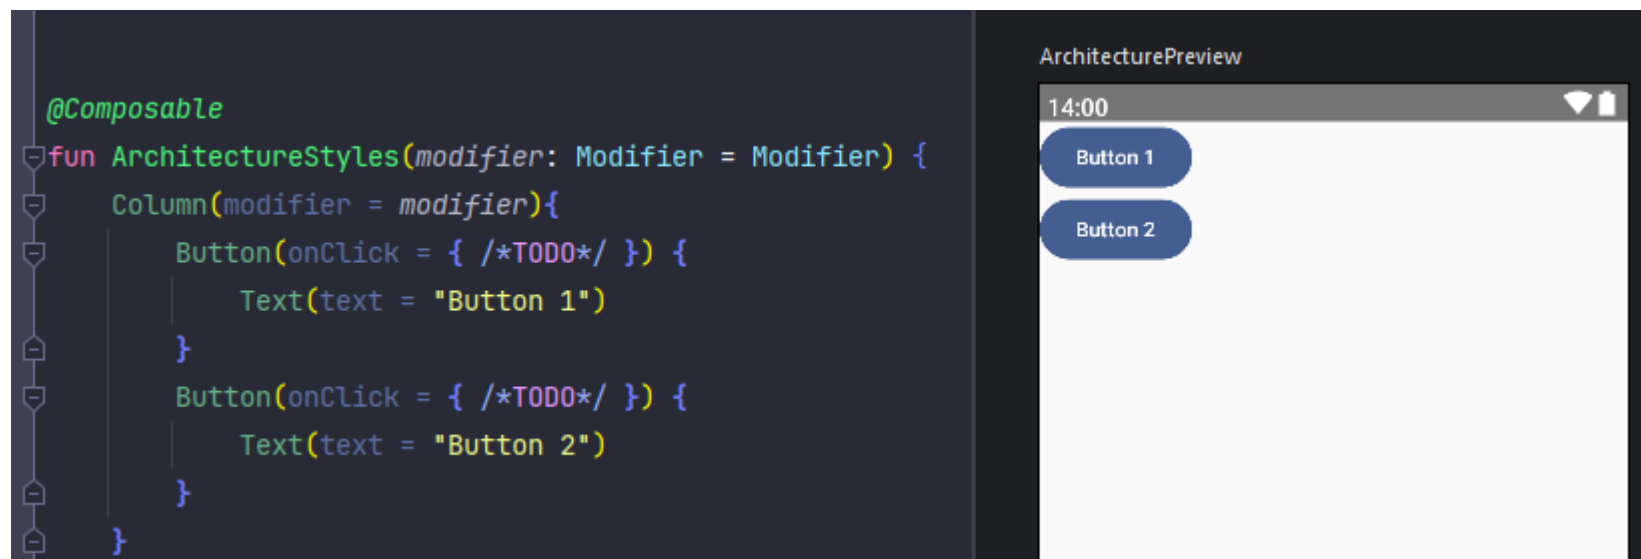 @Composable
fun ArchitectureStyles(modifier: Modifier = Modifier) {
    Column(modifier = modifier){
        Button(onClick = { /*TODO*/ }) {
            Text(text = "Button 1")
        }
        Button(onClick = { /*TODO*/ }) {
            Text(text = "Button 2")
        }
    }
ArchitecturePreview
14:00
Button 1
Button 2